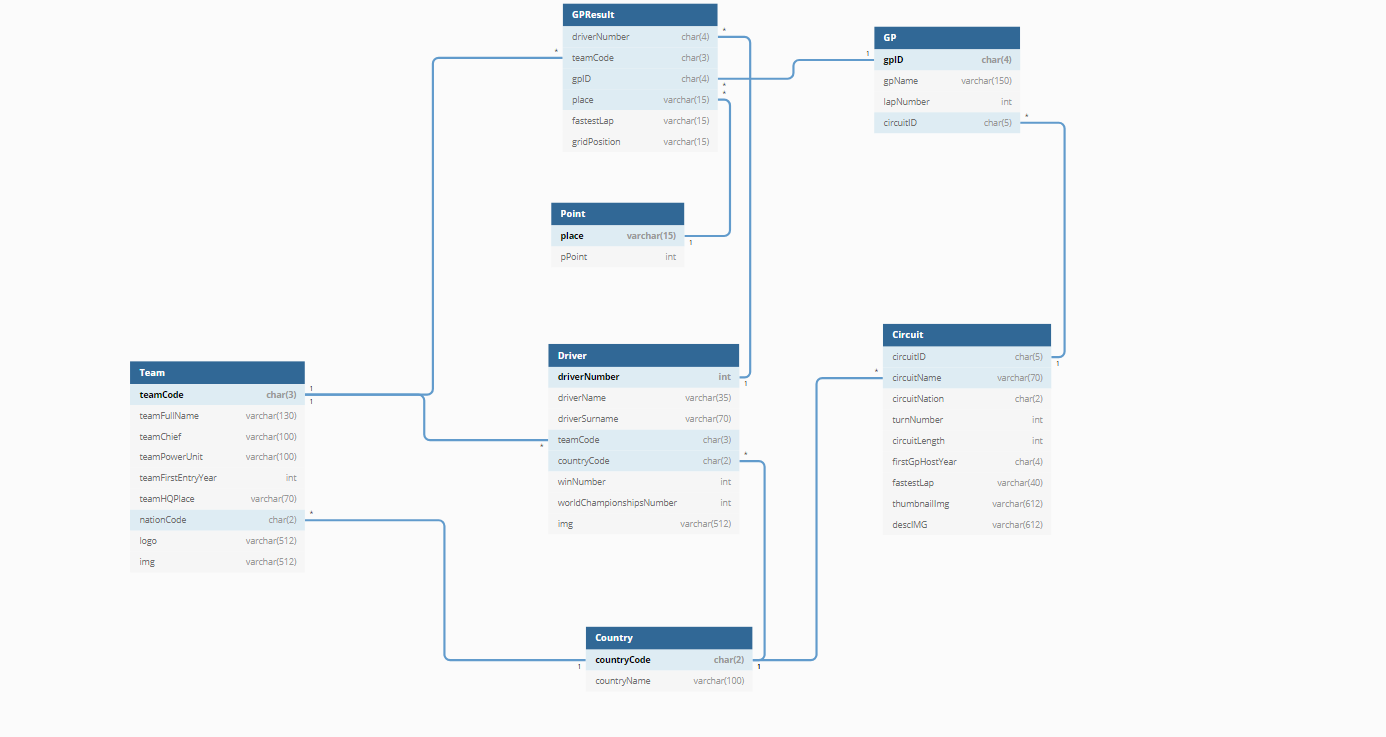 GPResult
driverNumber char(4)
teamCode char(3)
gpID char(4)
place varchar(15)
fastestLap varchar(15)
gridPosition varchar(15)
* 
*
*
*
GP
gpID char(4)
gpName varchar(150)
lapNumber int
circuitID char(5)
1
*
Point
place varchar(15)
pPoint int
1
Team
teamCode char(3)
teamFullName varchar(130)
teamChief varchar(100)
teamPowerUnit varchar(100)
teamFirstEntryYear int
teamHQPlace varchar(70)
nationCode char(2)
logo varchar(512)
img varchar(512)
1
1
*
Driver
driverNumber int
driverName varchar(35)
driverSurname varchar(70)
teamCode char(3)
countryCode char(2)
winNumber int
worldChampionshipsNumber int
img varchar(512)
1
*
*
Circuit
circuitID char(5)
circuitName varchar(70)
circuitNation char(2)
turnNumber int
circuitLength int
firstGpHostYear char(4)
fastestLap varchar(40)
thumbnailImg varchar(612)
descIMG varchar(612)
1
*
Country
countryCode char(2)
countryName varchar(100)
1
1